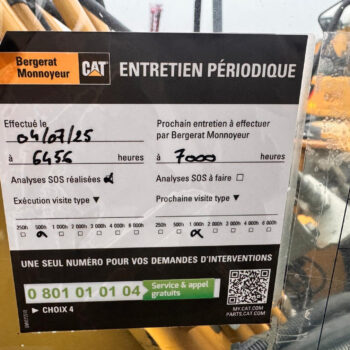 Bergerat
Monnoyeur
CAT
ENTRETIEN PÉRIODIQUE
Effectué le
04/07/25
à 6456 heures
Analyses SOS réalisées
Exécution visite type ▼
250h 500h 1 000h 2 000h 3 000h 4 000h 6 000h
Prochain entretien à effectuer
par Bergerat Monnoyeur
à 7000 heures
Analyses SOS à faire □
Prochaine visite type ▼
250h 500h 1 000h 2 000h 3 000h 4 000h 6 000h
UNE SEUL NUMÉRO POUR VOS DEMANDES D'INTERVENTIONS
0 801 01 01 04
Service & appel
gratuits
► CHOIX 4
MY.CAT.COM
PARTS.CAT.COM